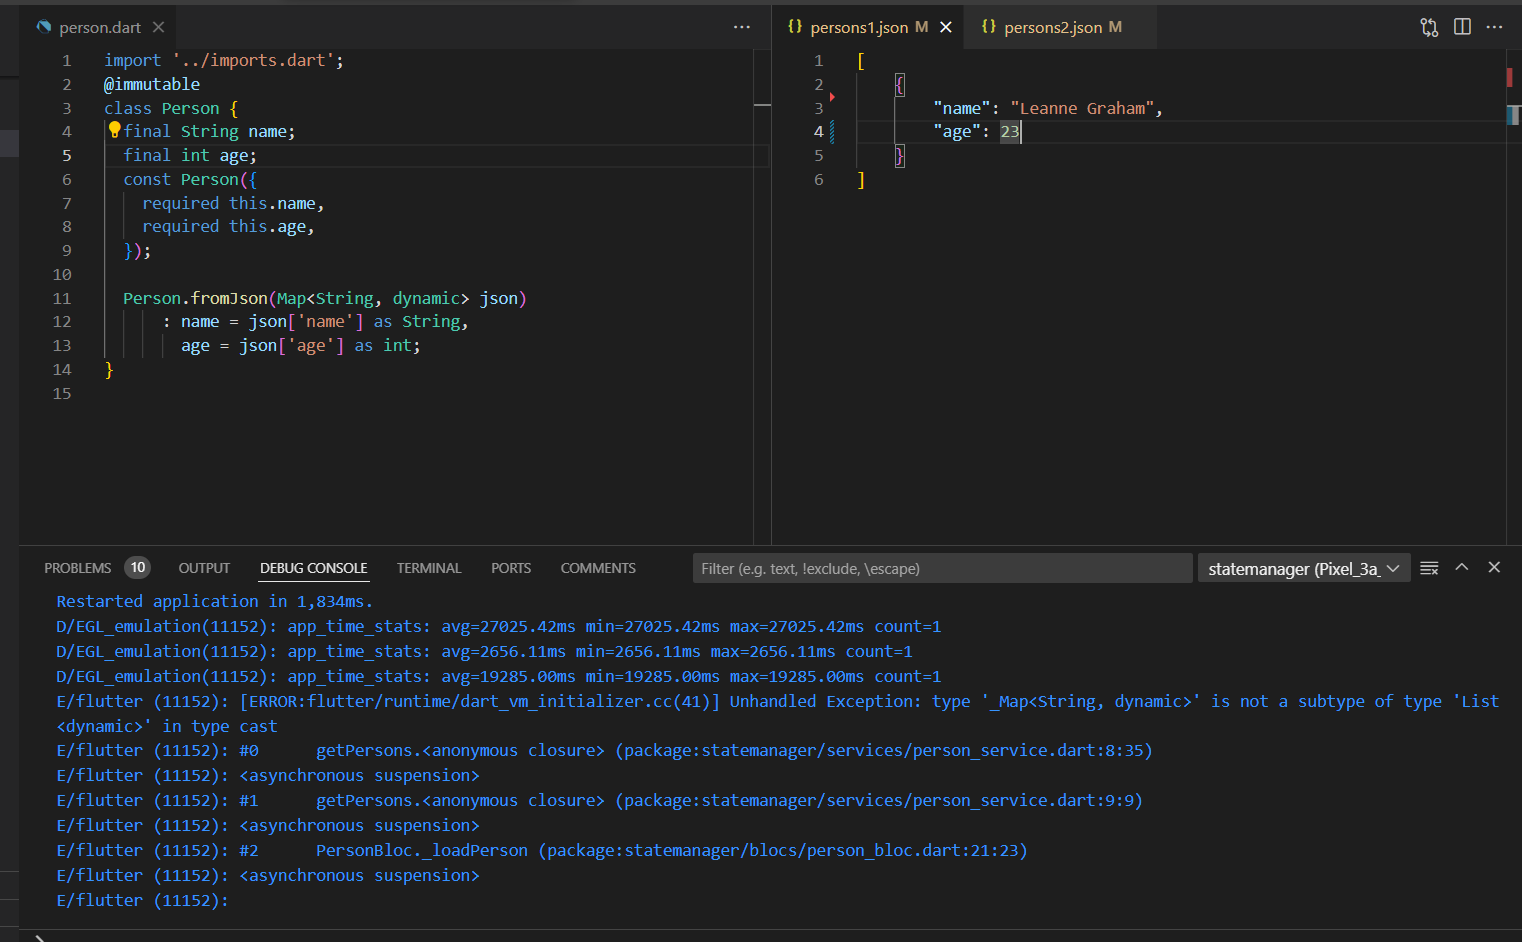 person.dart
persons1.json M
persons2.json M
1 import '../imports.dart';
2 @immutable
3 class Person {
4 final String name;
5 final int age;
6 const Person({
7 required this.name,
8 required this.age,
9 });
10
11 Person.fromJson(Map<String, dynamic> json)
12 : name = json['name'] as String,
13 age = json['age'] as int;
14 }
15
1 [
2 {
3 "name": "Leanne Graham",
4 "age": 23
5 }
6 ]
PROBLEMS 10 OUTPUT DEBUG CONSOLE TERMINAL PORTS COMMENTS Filter (e.g. text, !exclude, \escape) statemanager (Pixel_3a_
Restarted application in 1,834ms.
D/EGL_emulation(11152): app_time_stats: avg=27025.42ms min=27025.42ms max=27025.42ms count=1
D/EGL_emulation(11152): app_time_stats: avg=2656.11ms min=2656.11ms max=2656.11ms count=1
D/EGL_emulation(11152): app_time_stats: avg=19285.00ms min=19285.00ms max=19285.00ms count=1
E/flutter (11152): [ERROR:flutter/runtime/dart_vm_initializer.cc(41)] Unhandled Exception: type '_Map<String, dynamic>' is not a subtype of type 'List
<dynamic>' in type cast
E/flutter (11152): #0 getPersons.<anonymous closure> (package:statemanager/services/person_service.dart:8:35)
E/flutter (11152): <asynchronous suspension>
E/flutter (11152): #1 getPersons.<anonymous closure> (package:statemanager/services/person_service.dart:9:9)
E/flutter (11152): <asynchronous suspension>
E/flutter (11152): #2 PersonBloc._loadPerson (package:statemanager/blocs/person_bloc.dart:21:23)
E/flutter (11152): <asynchronous suspension>
E/flutter (11152):